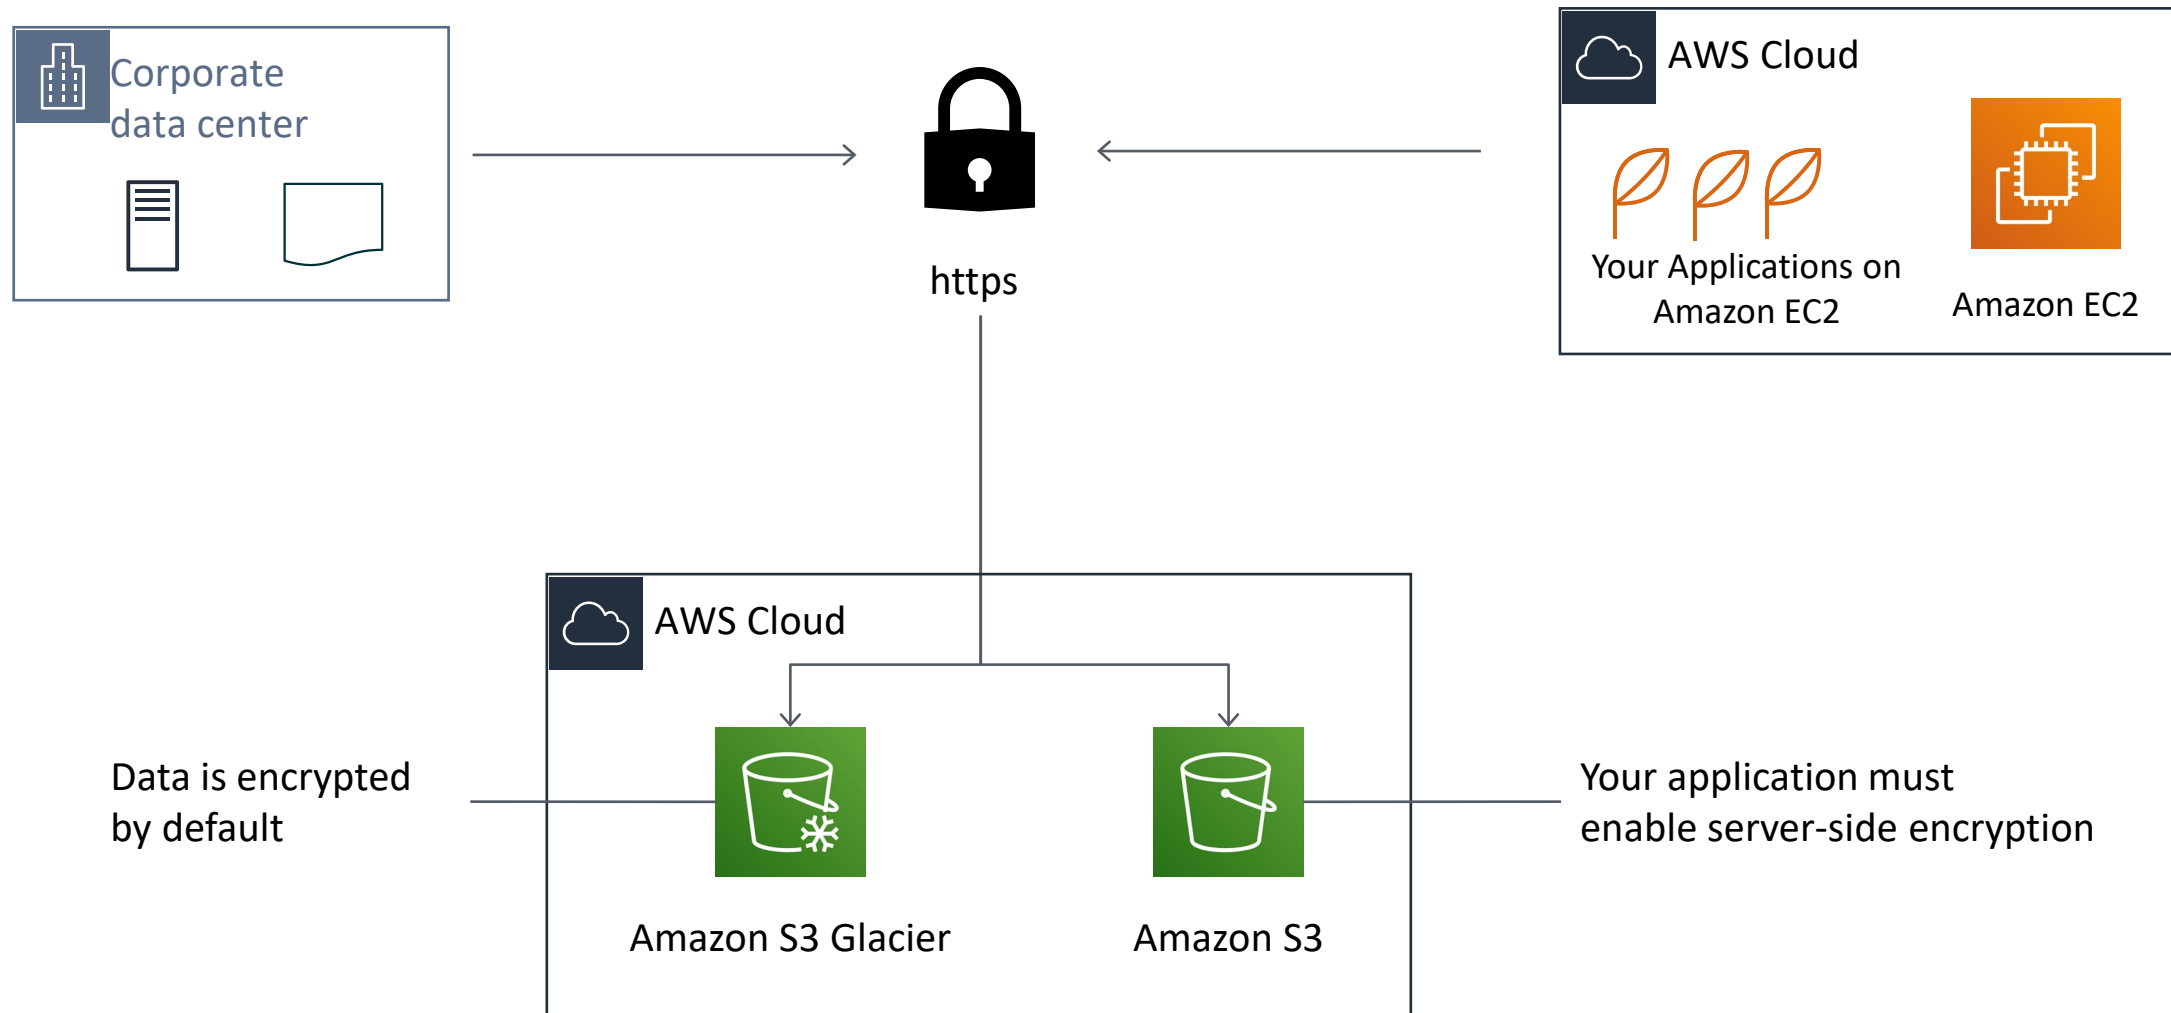 Corporate
data center
https
AWS Cloud
Your Applications on
Amazon EC2
Amazon EC2
AWS Cloud
Data is encrypted
by default
Amazon S3 Glacier
Amazon S3
Your application must
enable server-side encryption